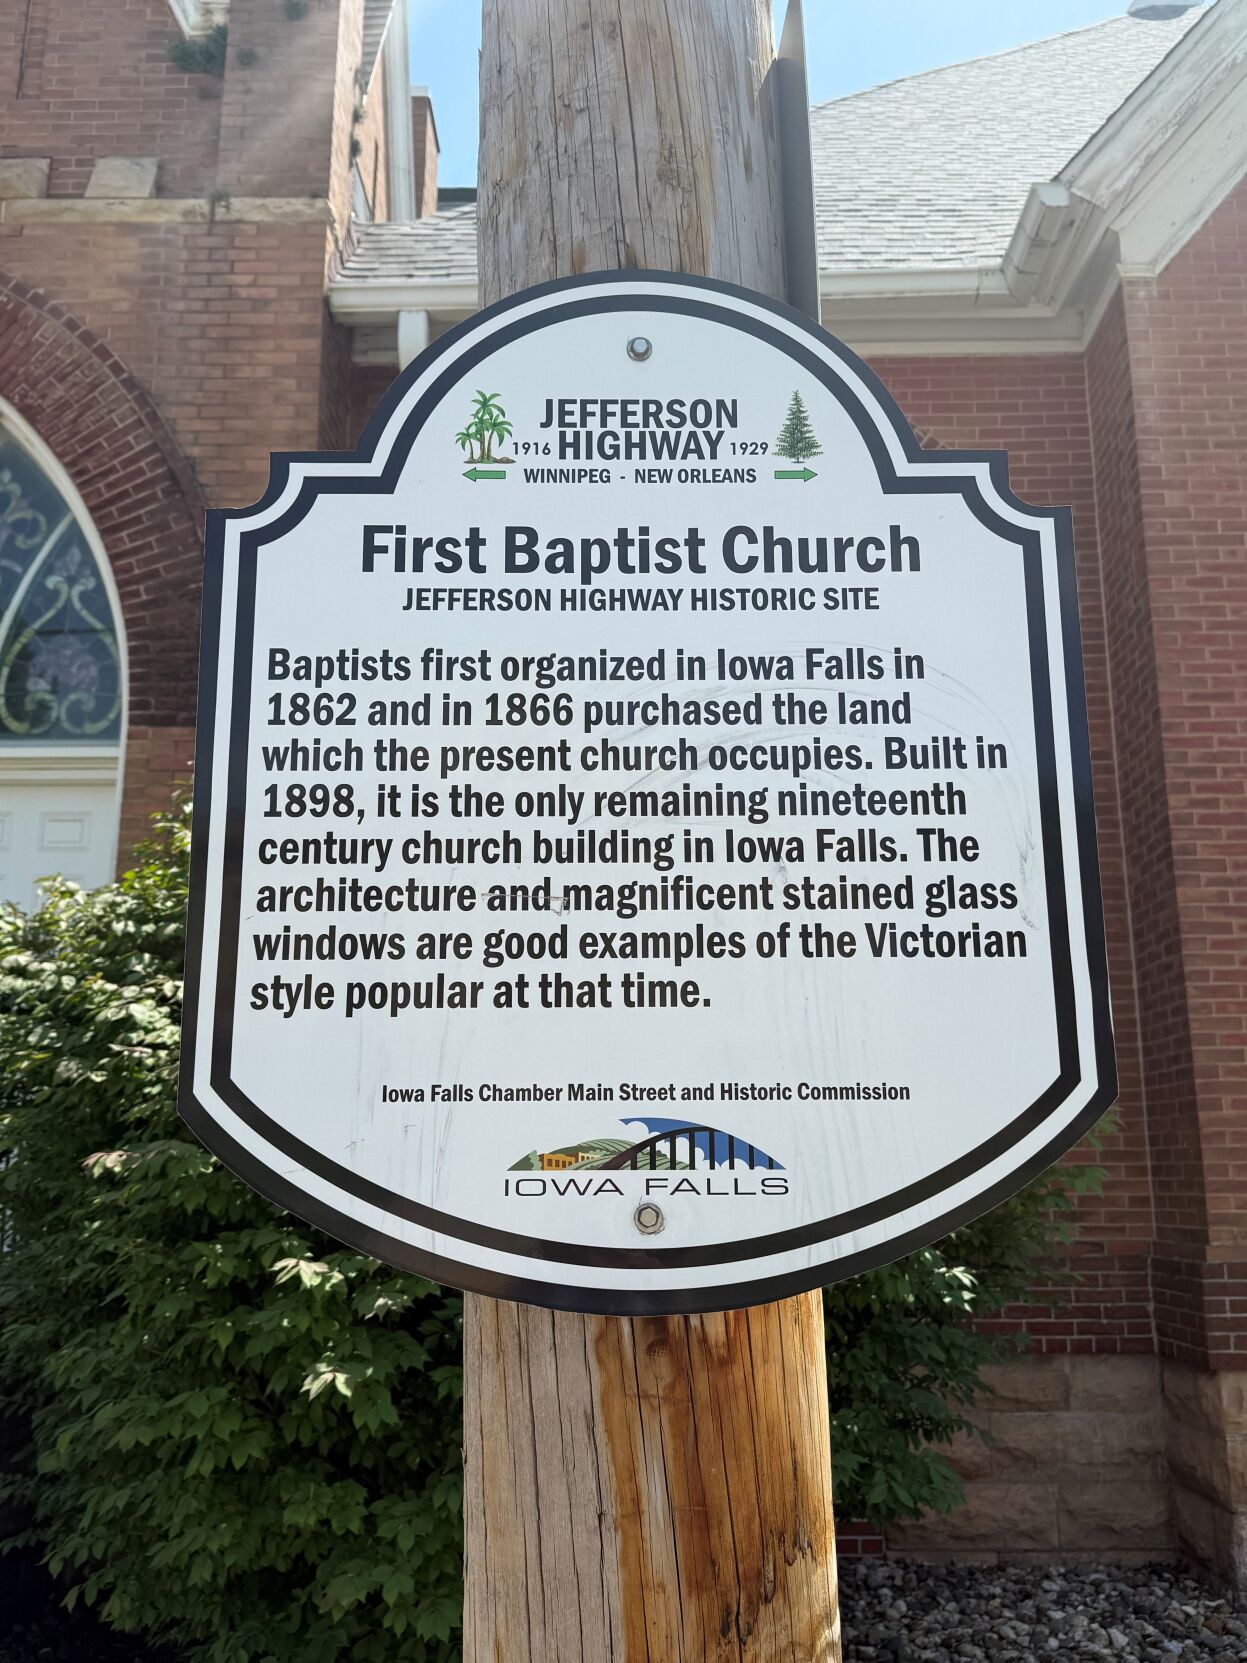 JEFFERSON
1916 HIGHWAY 1929
WINNIPEG - NEW ORLEANS
First Baptist Church
JEFFERSON HIGHWAY HISTORIC SITE
Baptists first organized in Iowa Falls in
1862 and in 1866 purchased the land
which the present church occupies. Built in
1898, it is the only remaining nineteenth
century church building in Iowa Falls. The
architecture and magnificent stained glass
windows are good examples of the Victorian
style popular at that time.
Iowa Falls Chamber Main Street and Historic Commission
IOWA FALLS